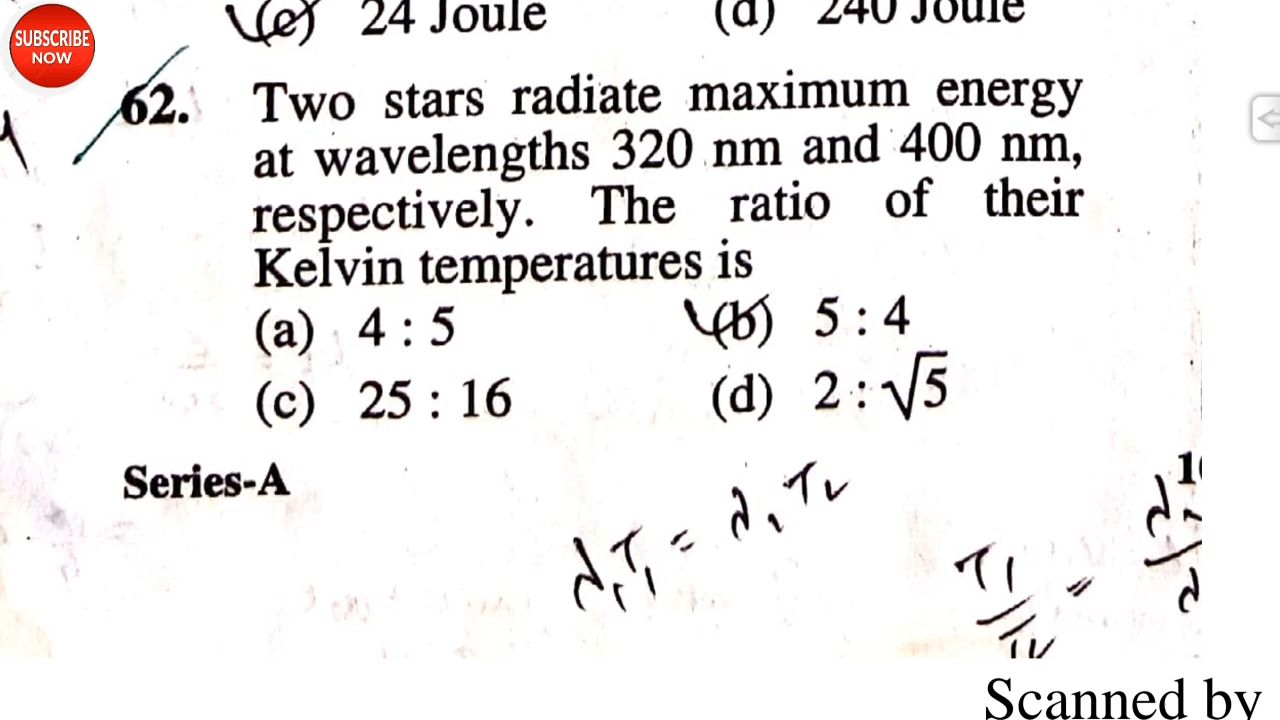 SUBSCRIBE
NOW
(c) 24 Joule (d) 240 Joule
62. Two stars radiate maximum energy
at wavelengths 320 nm and 400 nm,
respectively. The ratio of their
Kelvin temperatures is
(a) 4 : 5 (b) 5 : 4
(c) 25 : 16 (d) 2 : √5
Series-A
λ₁T₁ =
T₁
Scanned by